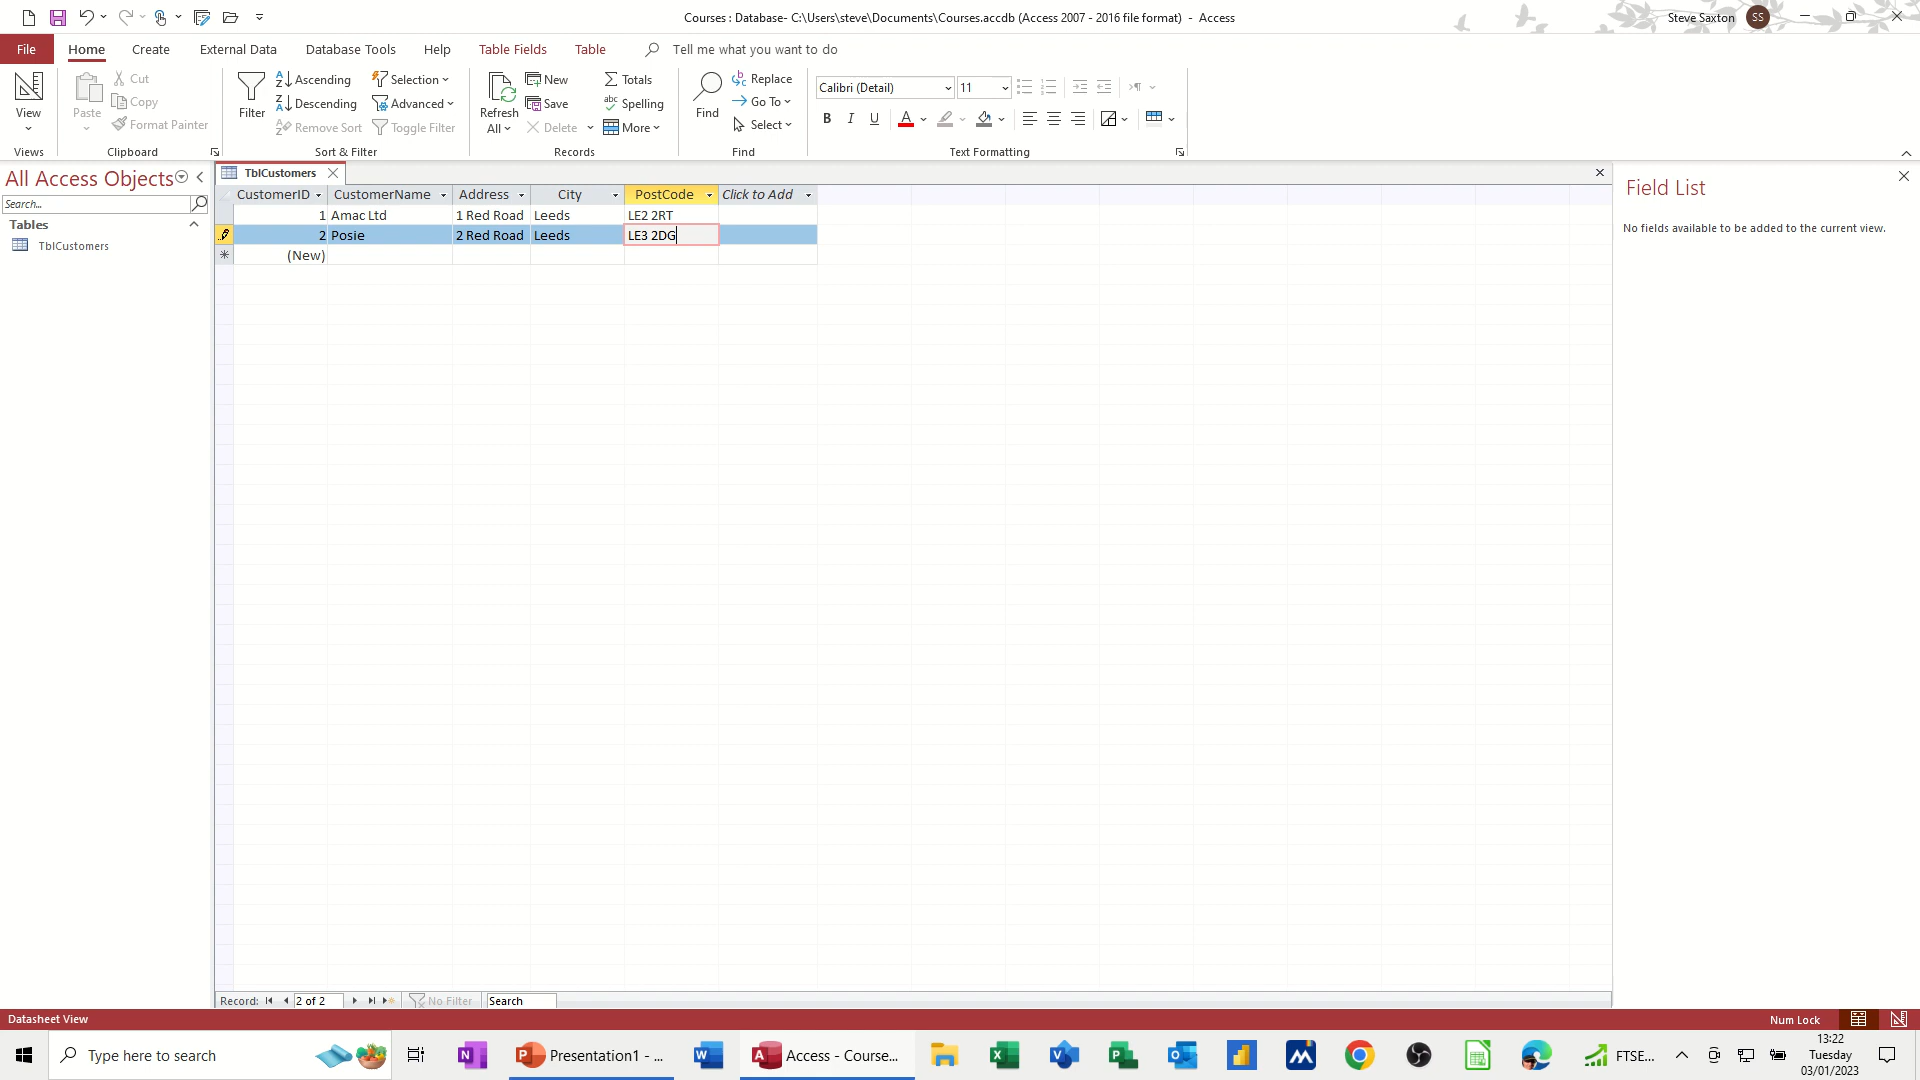 Courses : Database- C:\Users\steve\Documents\Courses.accdb (Access 2007 - 2016 file format) - Access
Steve Saxton SS
File Home Create External Data Database Tools Help Table Fields Table Tell me what you want to do
View
Views
Paste
Cut
Copy
Format Painter
Clipboard
Filter
Ascending
Descending
Remove Sort
Selection
Advanced
Toggle Filter
Sort & Filter
Refresh
All
New
Save
Delete
Totals
Spelling
More
Records
Find
Replace
Go To
Select
Find
Calibri (Detail) 11
B I U A
Text Formatting
All Access Objects
Search...
Tables
TblCustomers
TblCustomers
CustomerID CustomerName Address City PostCode Click to Add
1 Amac Ltd 1 Red Road Leeds LE2 2RT
2 Posie 2 Red Road Leeds LE3 2DG
(New)
Field List
No fields available to be added to the current view.
Record: 2 of 2 No Filter Search
Datasheet View
Num Lock
Type here to search
Presentation1 - ...
Access - Course...
FTSE...
13:22
Tuesday
03/01/2023